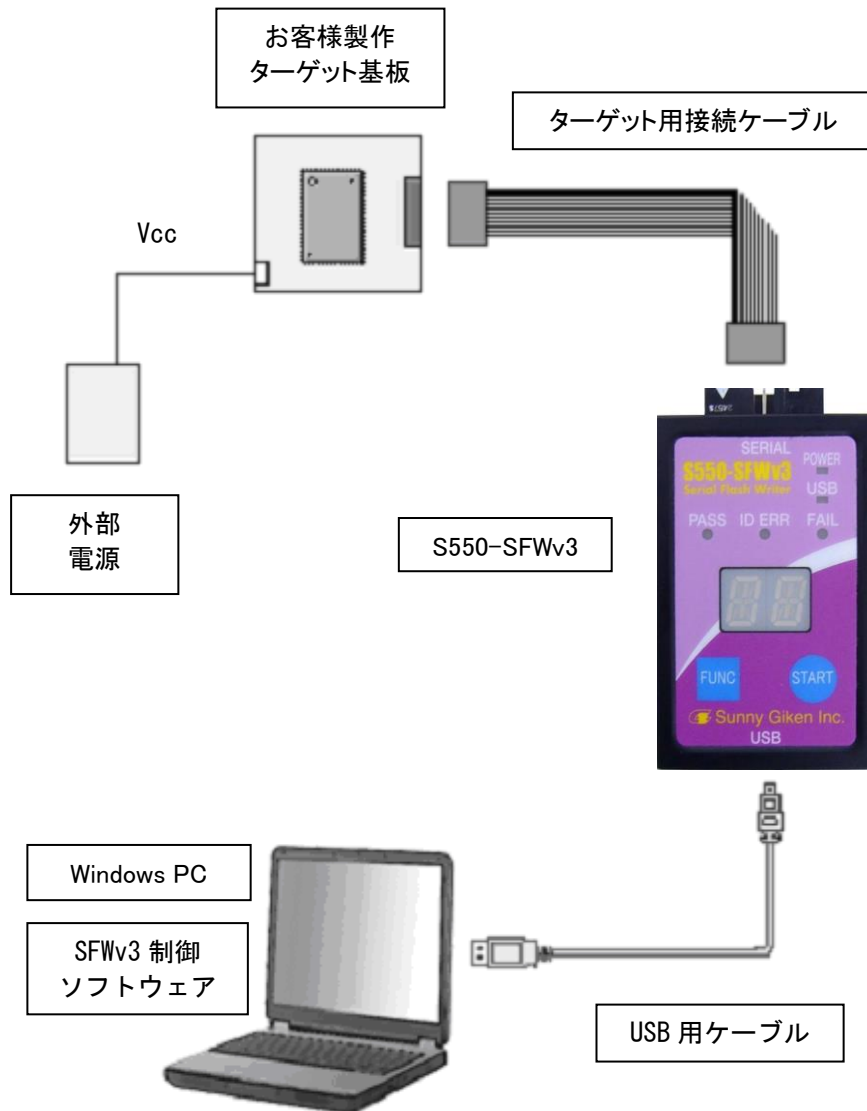 お客様製作
ターゲット基板
ターゲット用接続ケーブル
Vcc
外部
電源
S550-SFWv3
SERIAL
S550-SFWv3
POWER
Serial Flash Writer
USB
PASS ID ERR FAIL
FUNC
START
Sunny Giken Inc.
USB
Windows PC
SFWv3 制御
ソフトウェア
USB 用ケーブル